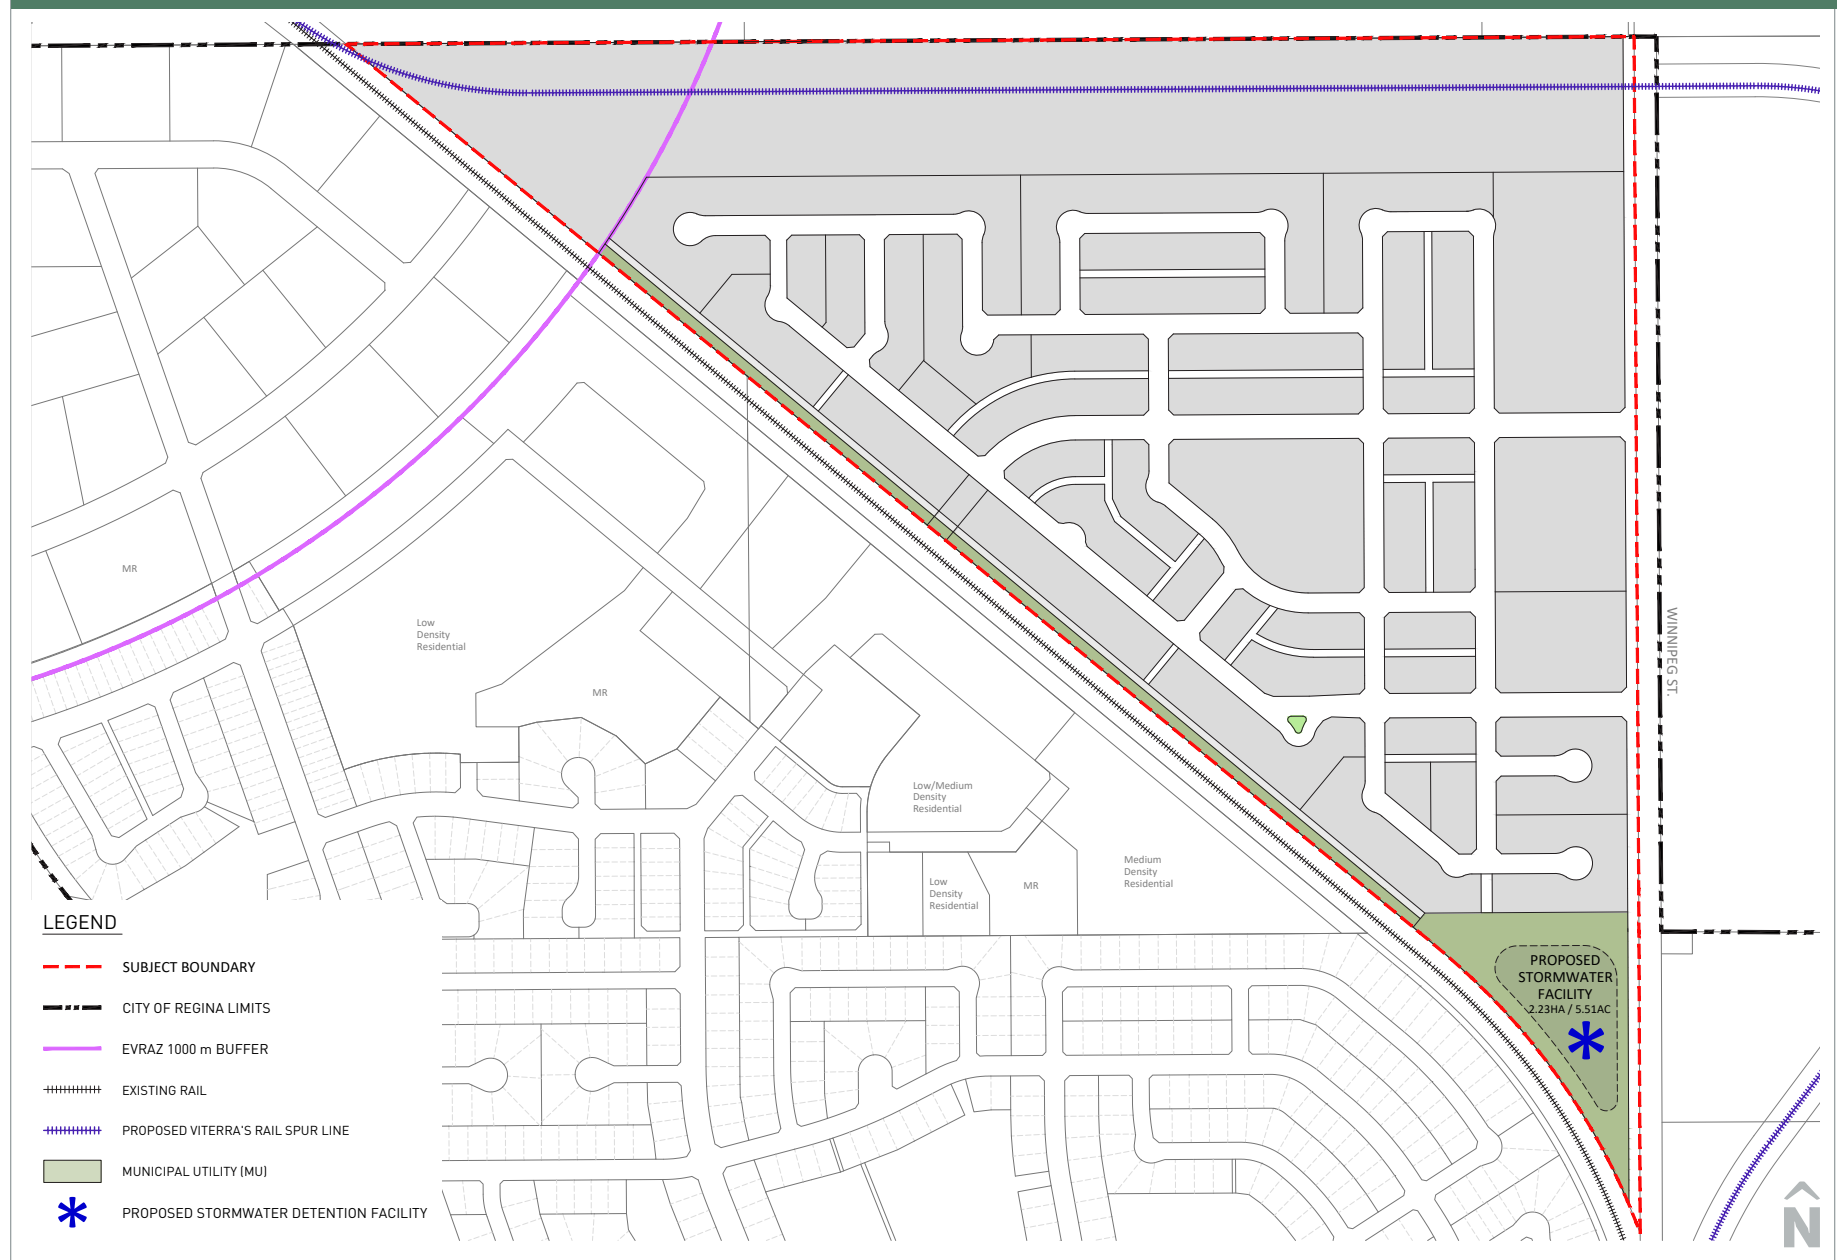 WINNIPEG ST.
MR
Low
Density
Residential
MR
Low/Medium
Density
Residential
Low
Density
Residential
MR
Medium
Density
Residential
PROPOSED
STORMWATER
FACILITY
2.23HA / 5.51AC
LEGEND
SUBJECT BOUNDARY
CITY OF REGINA LIMITS
EVRAZ 1000 m BUFFER
EXISTING RAIL
PROPOSED VITERRA'S RAIL SPUR LINE
MUNICIPAL UTILITY (MU)
PROPOSED STORMWATER DETENTION FACILITY
N